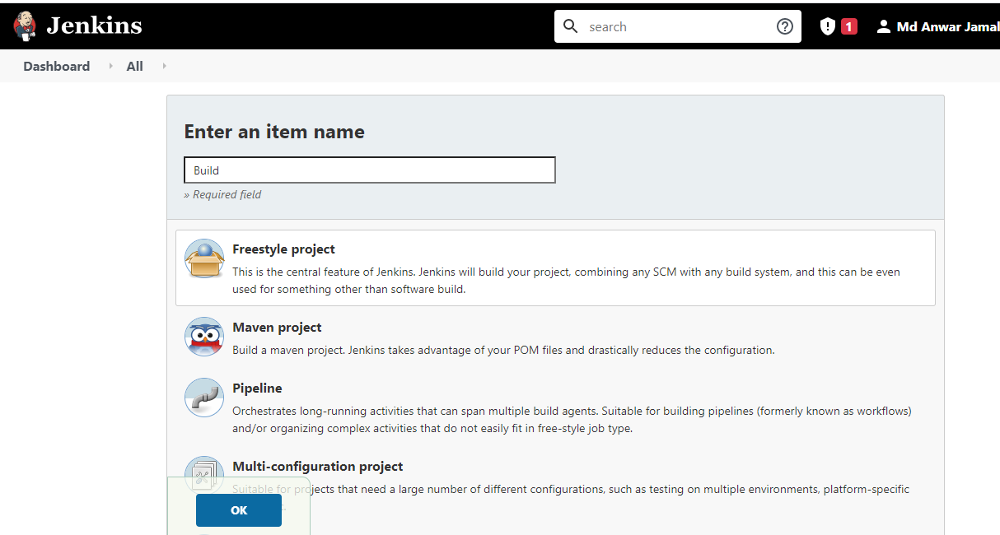 Jenkins
search
1
Md Anwar Jamal
Dashboard
All
Enter an item name
Build
» Required field
Freestyle project
This is the central feature of Jenkins. Jenkins will build your project, combining any SCM with any build system, and this can be even
used for something other than software build.
Maven project
Build a maven project. Jenkins takes advantage of your POM files and drastically reduces the configuration.
Pipeline
Orchestrates long-running activities that can span multiple build agents. Suitable for building pipelines (formerly known as workflows)
and/or organizing complex activities that do not easily fit in free-style job type.
Multi-configuration project
Suitable for projects that need a large number of different configurations, such as testing on multiple environments, platform-specific
OK